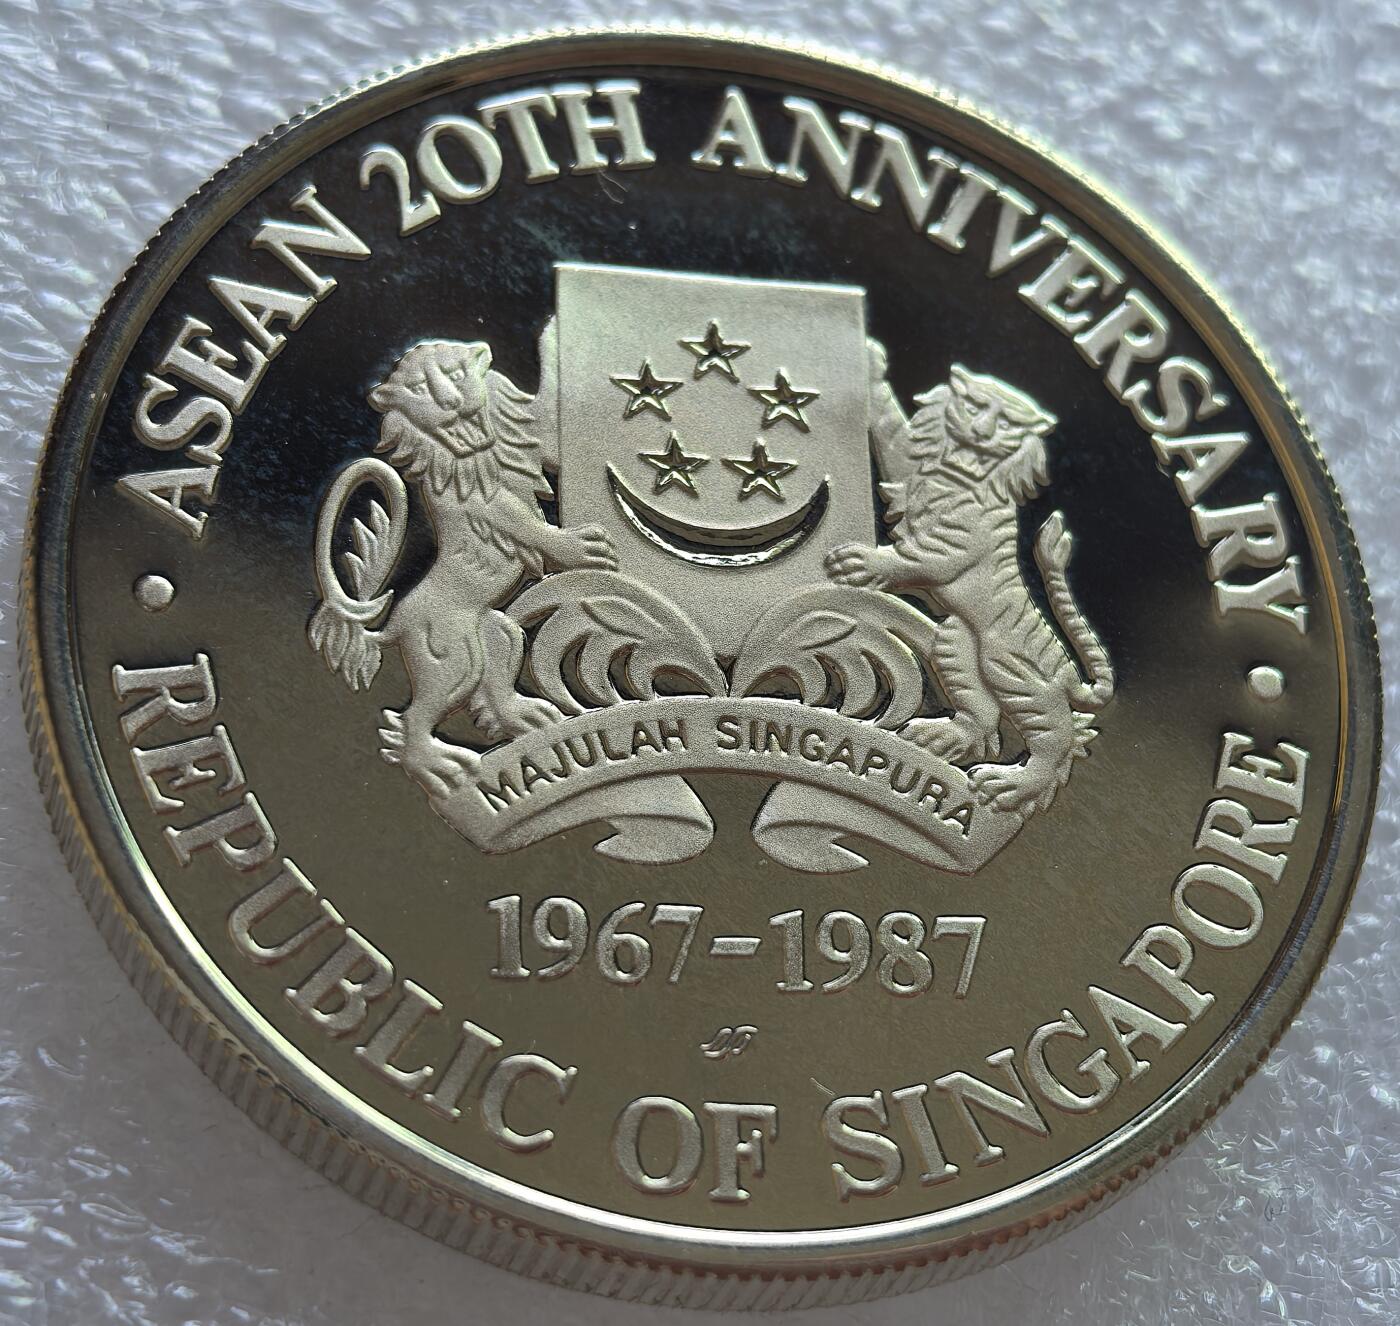 ASEAN 20TH ANNIVERSARY
MAJULAH SINGAPURA
1967-1987
• REPUBLIC OF SINGAPORE •